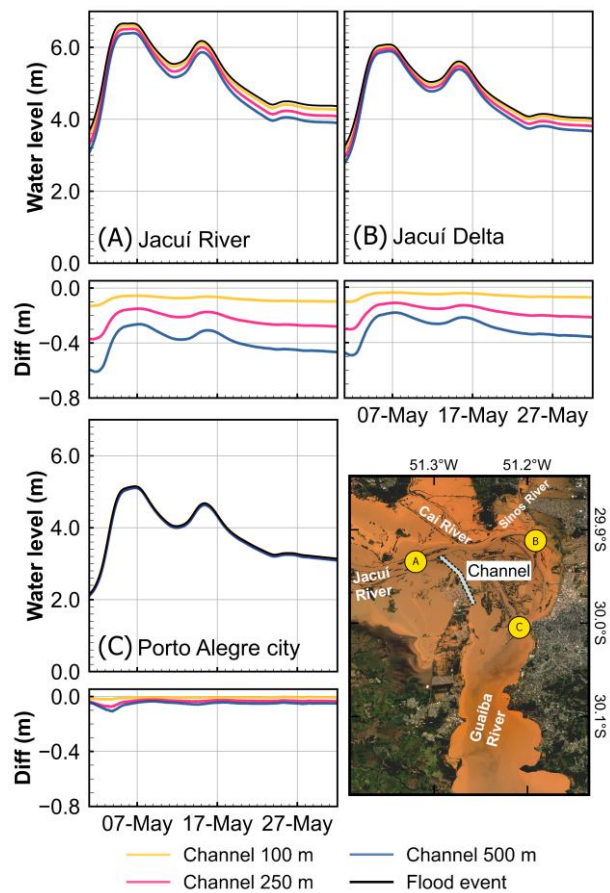 Water level (m)
6.0
4.0
2.0
0.0
(A) Jacuí River
(B) Jacuí Delta
Diff (m)
0.0
−0.4
−0.8
07-May
17-May
27-May
Water level (m)
6.0
4.0
2.0
0.0
(C) Porto Alegre city
Diff (m)
0.0
−0.4
−0.8
07-May
17-May
27-May
51.3°W
51.2°W
29.9°S
30.0°S
30.1°S
Caí River
Sinos River
Jacuí
River
Channel
A
B
C
Guaíba
River
Channel 100 m
Channel 500 m
Channel 250 m
Flood event